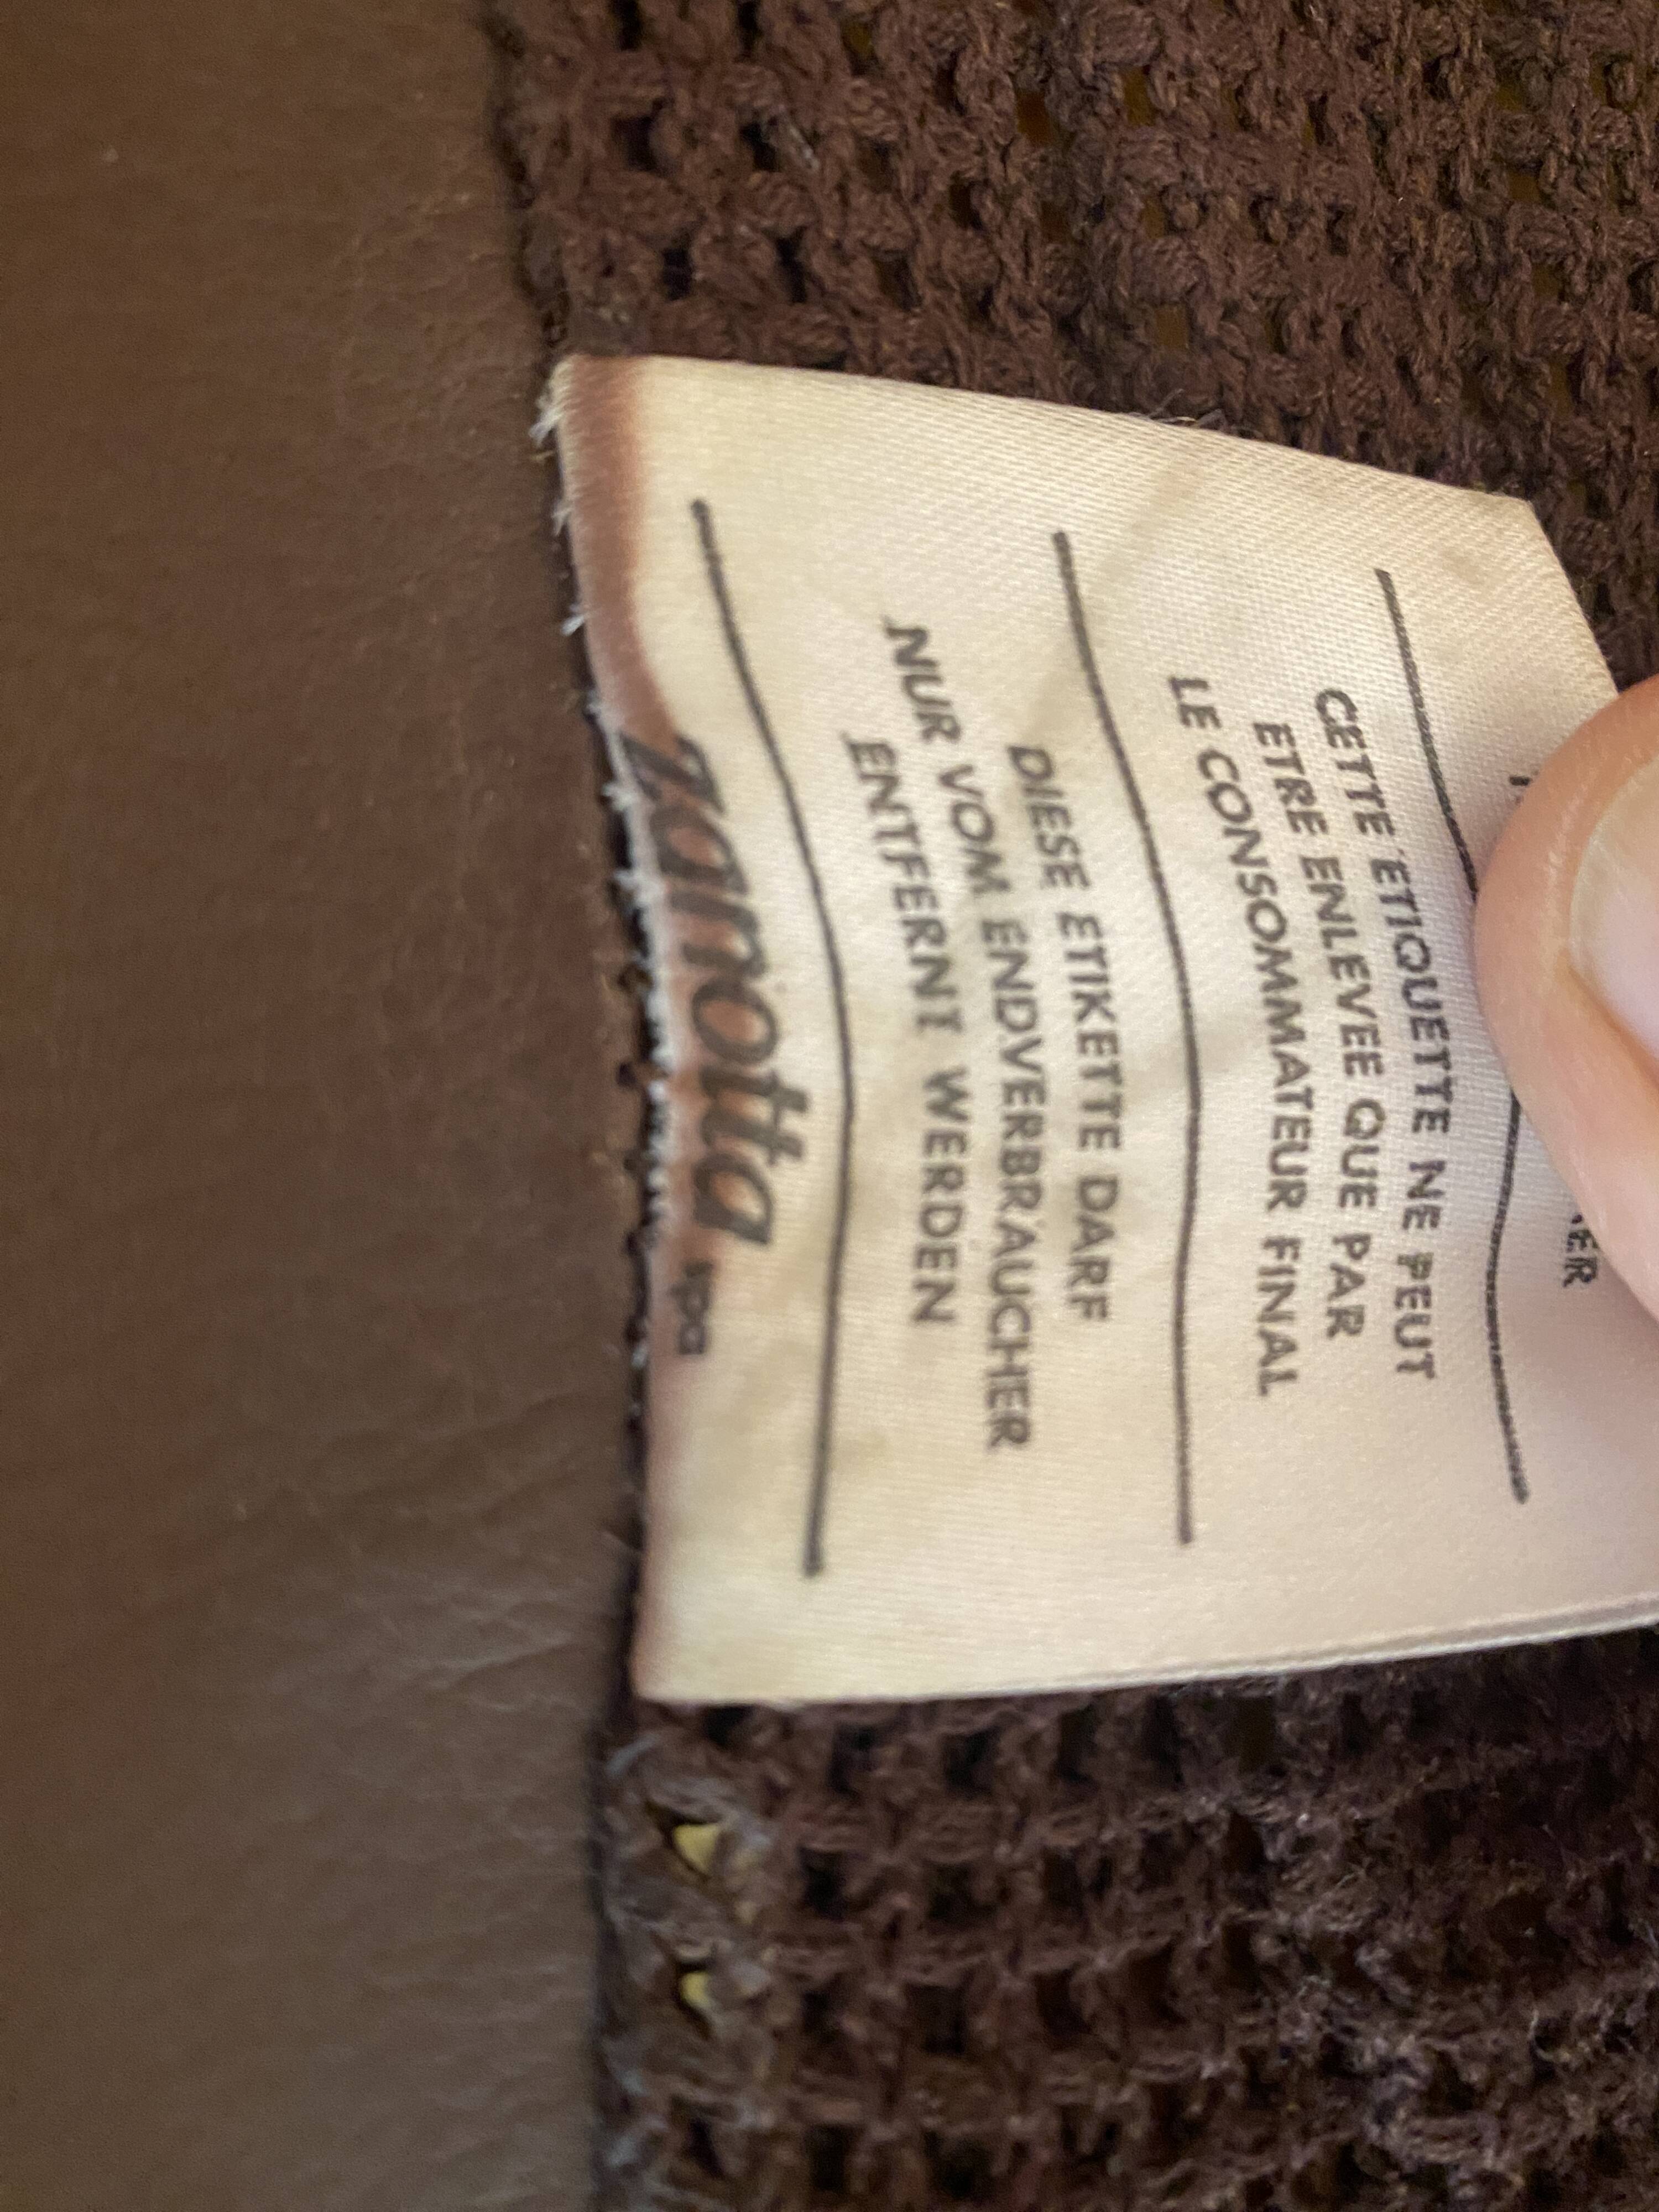 CETTE ETIQUETTE NE PEUT
ETRE ENLEVEE QUE PAR
LE CONSOMMATEUR FINAL
DIESE ETIKETTE DARF
NUR VOM ENDVERBRAUCHER
ENTFERNT WERDEN
zanotta spa